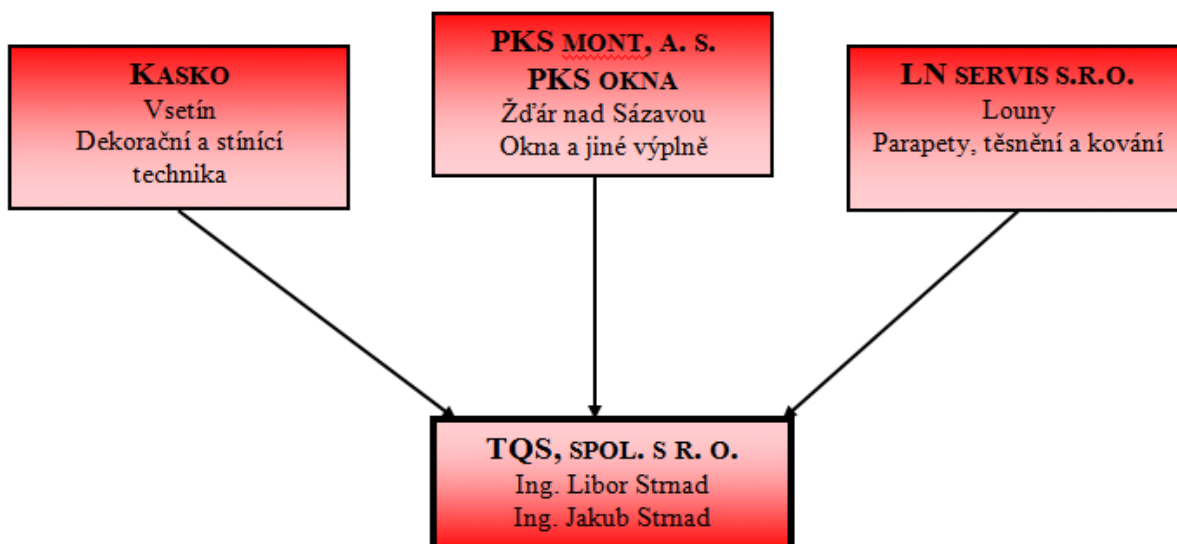 KASKO
Vsetín
Dekorační a stínící
technika
PKS MONT, A. S.
PKS OKNA
Žďár nad Sázavou
Okna a jiné výplně
LN SERVIS S.R.O.
Louny
Parapety, těsnění a kování
TQS, SPOL. S R. O.
Ing. Libor Strnad
Ing. Jakub Strnad